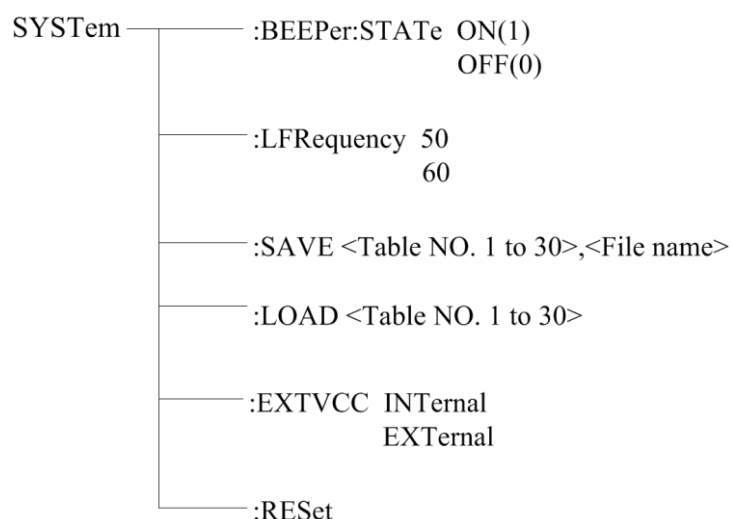 SYSTem :BEEPer:STATe ON(1)
OFF(0)
:LFRequency 50
60
:SAVE <Table NO. 1 to 30>,<File name>
:LOAD <Table NO. 1 to 30>
:EXTVCC INTernal
EXTernal
:RESet